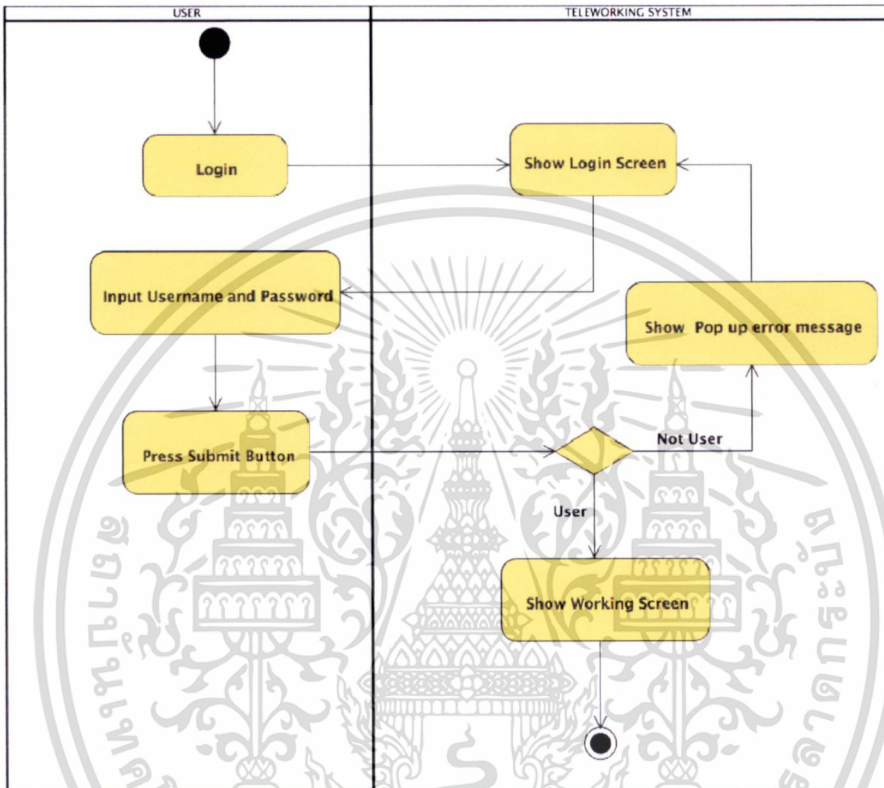 USER
TELEWORKING SYSTEM
Login
Show Login Screen
Input Username and Password
Show Pop up error message
Press Submit Button
Not User
User
Show Working Screen